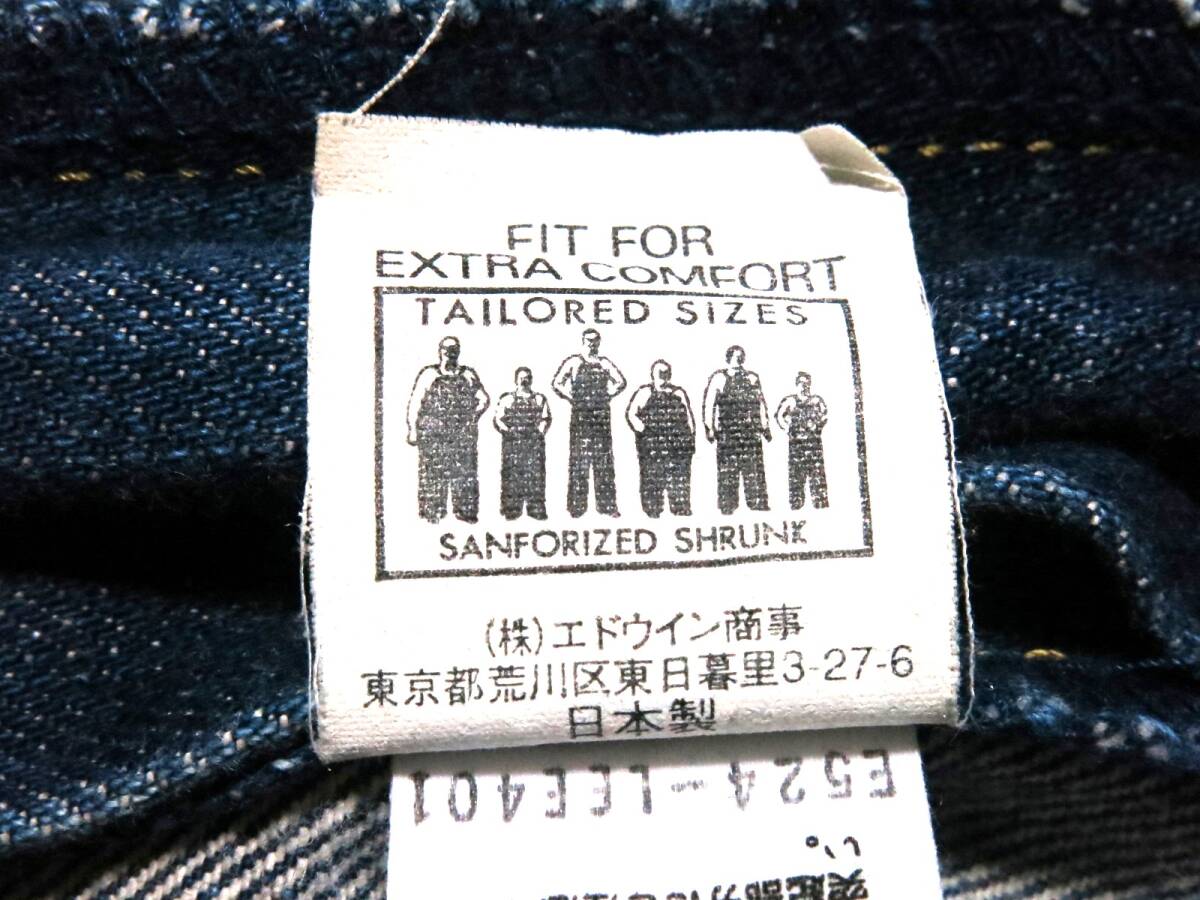 FIT FOR
EXTRA COMFORT
TAILORED SIZES
SANFORIZED SHRUNK
(株)エドウイン商事
東京都荒川区東日暮里3-27-6
日本製
E524-LEE401
い。